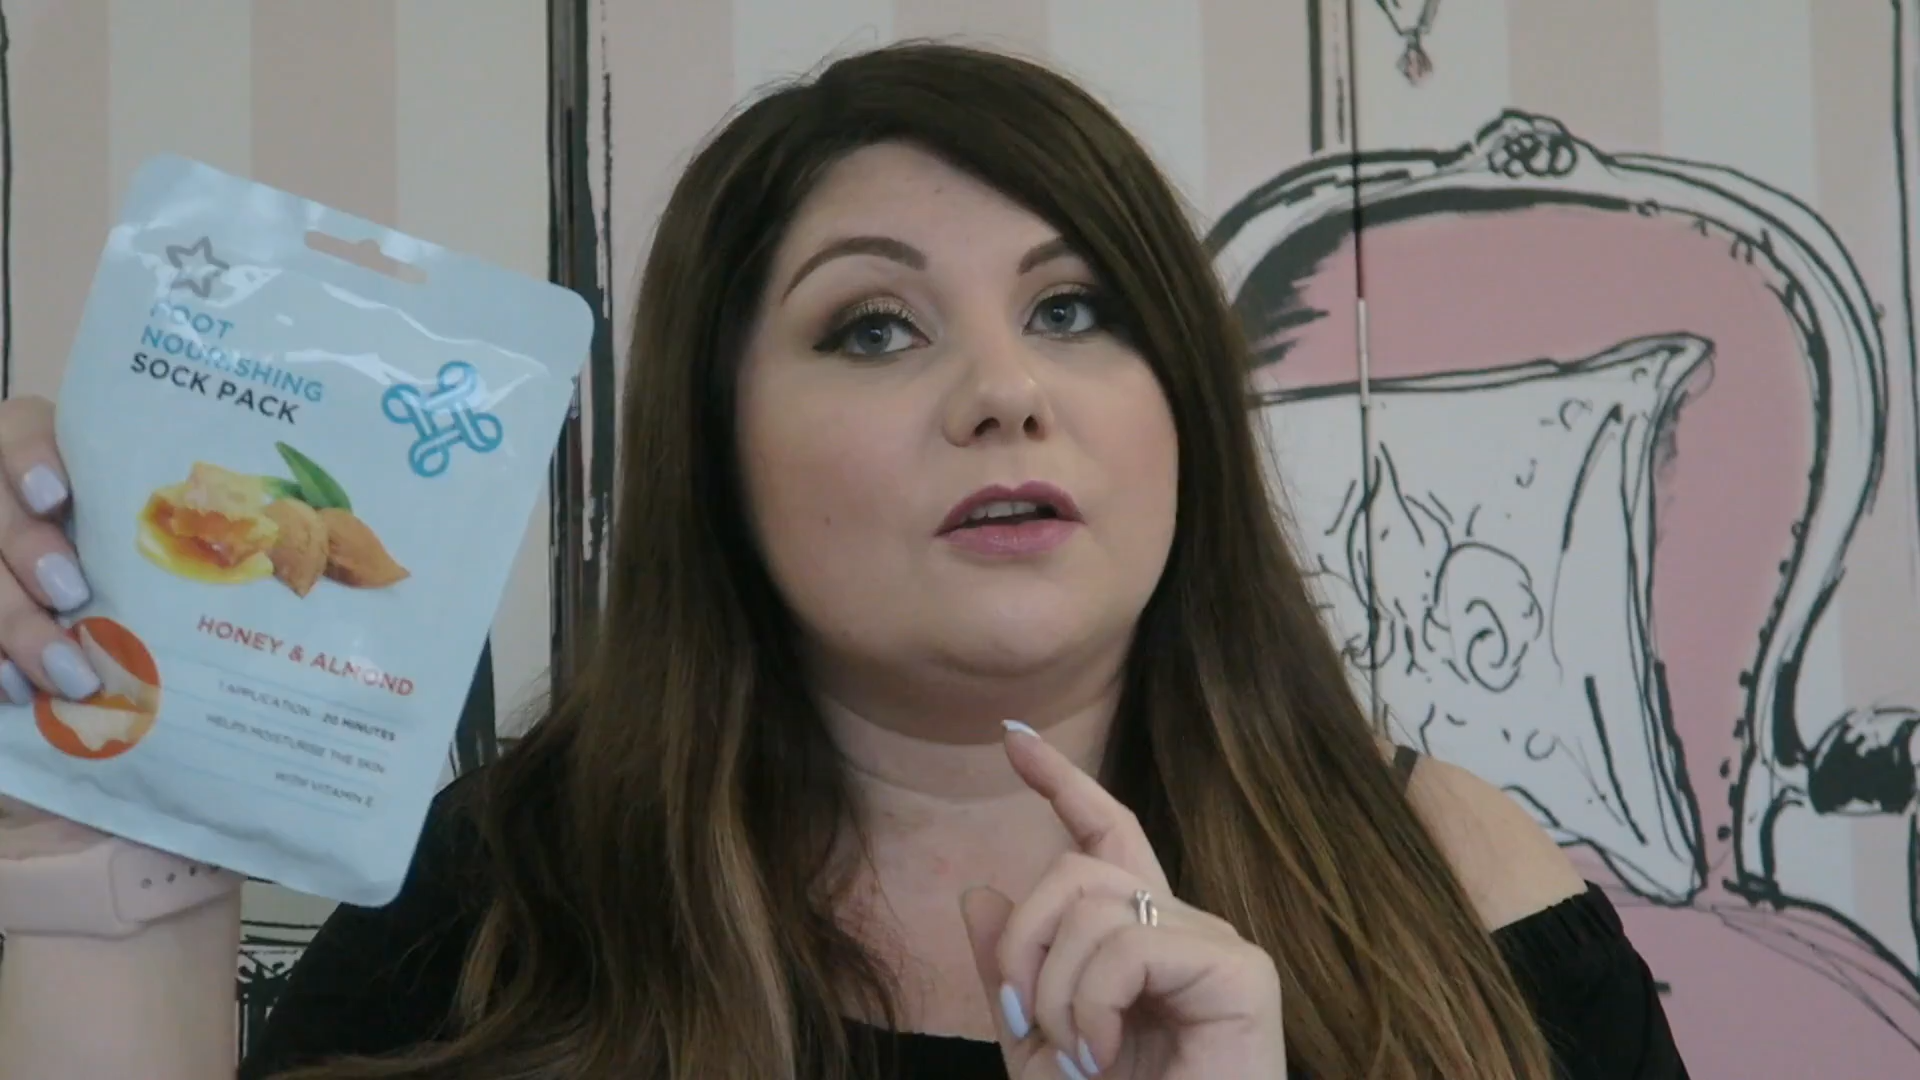 FOOT
NOURISHING
SOCK PACK
HONEY & ALMOND
1 APPLICATION - 20 MINUTES
HELPS MOISTURISE THE SKIN
WITH VITAMIN E